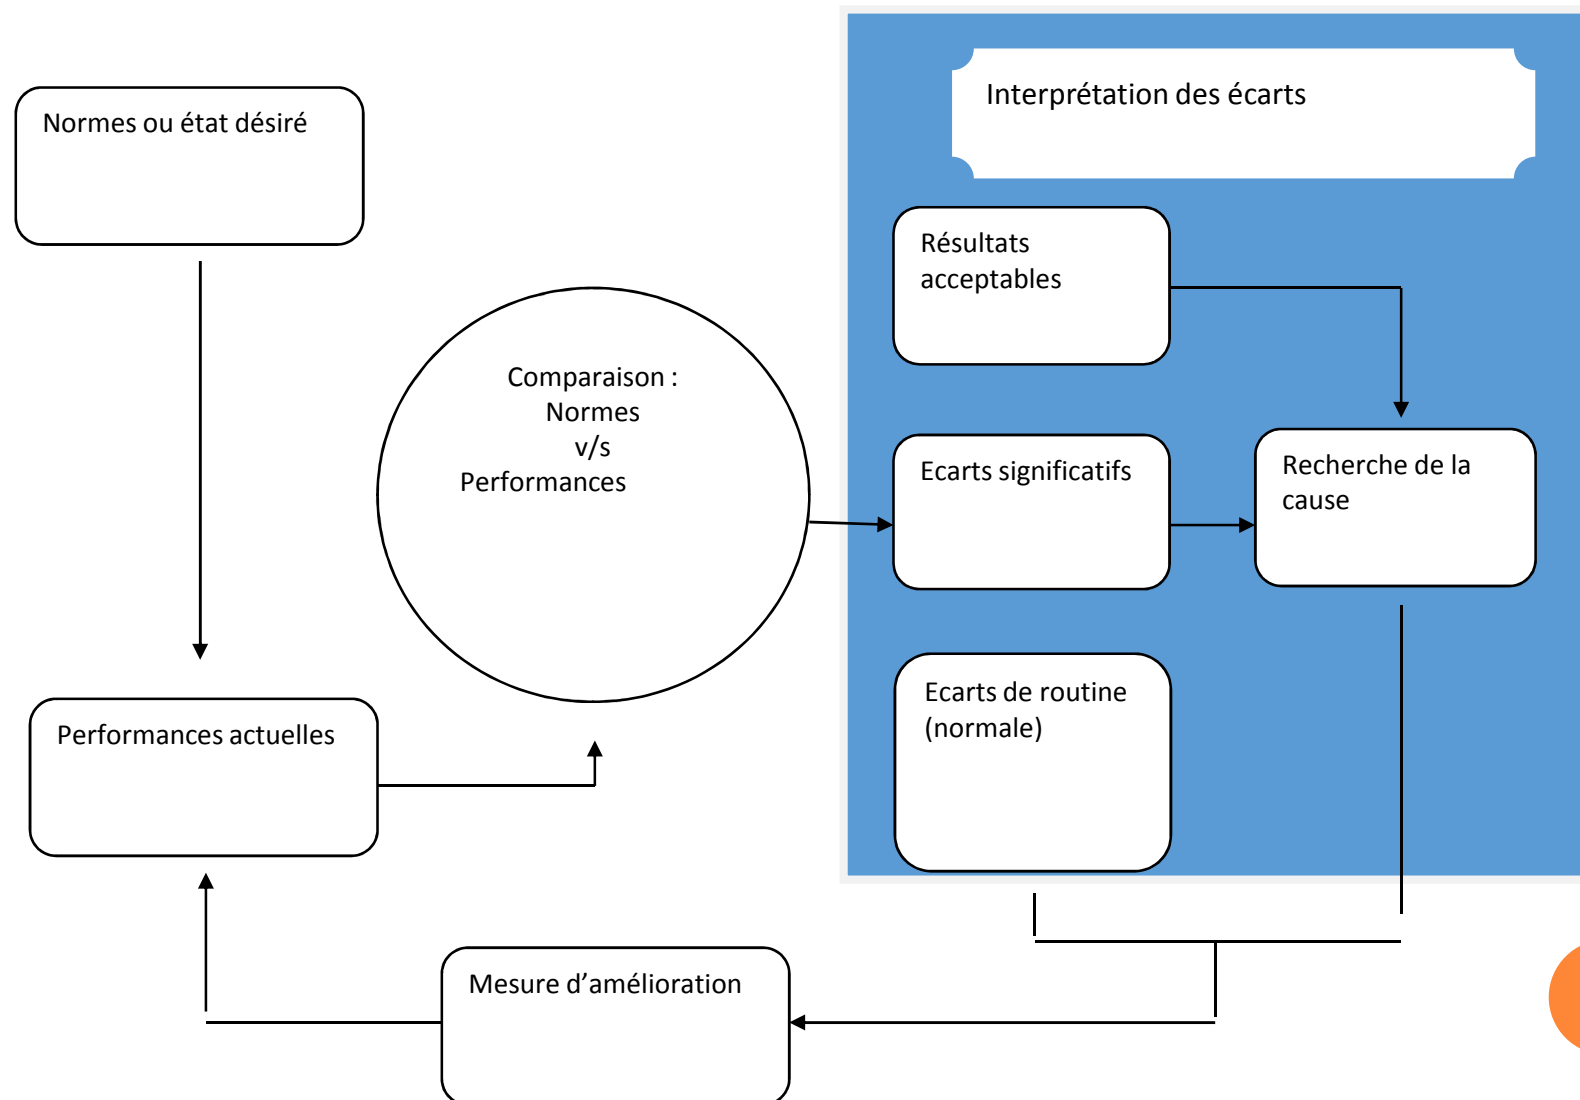 Normes ou état désiré
Interprétation des écarts
Résultats
acceptables
Comparaison :
Normes
v/s
Performances
Ecarts significatifs
Recherche de la
cause
Ecarts de routine
(normale)
Performances actuelles
Mesure d’amélioration